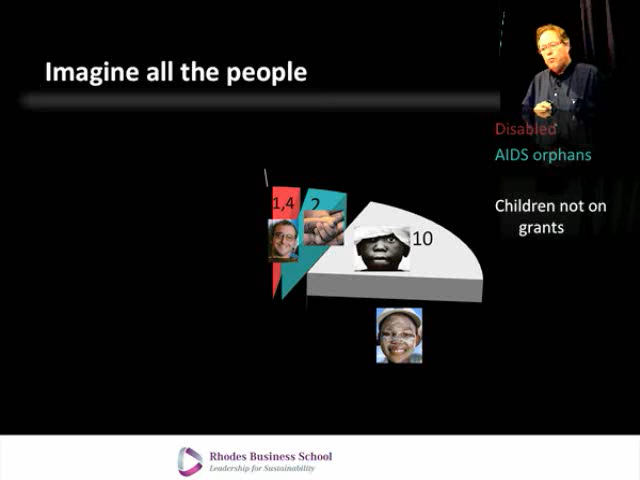 Imagine all the people
Disabled
AIDS orphans
1,4
2
10
Children not on
grants
Rhodes Business School
Leadership for Sustainability